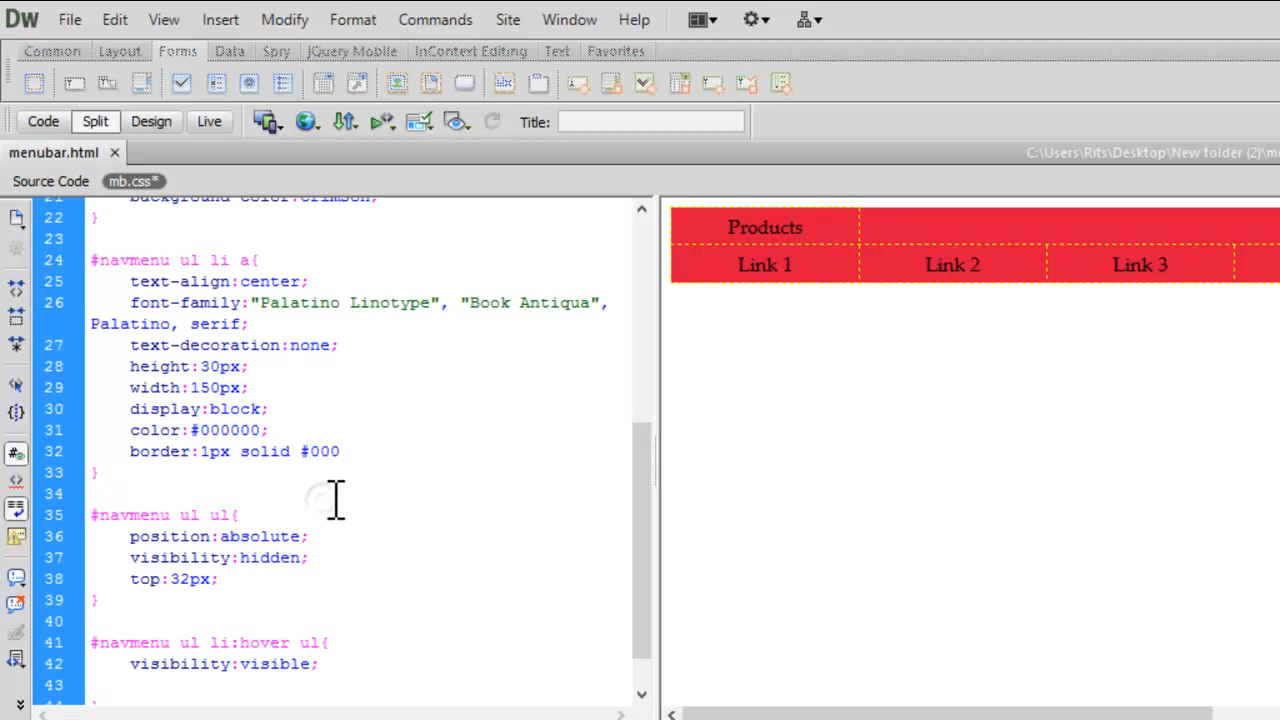 Dw File Edit View Insert Modify Format Commands Site Window Help
Common Layout Forms Data Spry jQuery Mobile InContext Editing Text Favorites
Code Split Design Live Title:
menubar.html C:\Users\Rits\Desktop\New folder (2)\m
Source Code mb.css*
21 background-color:crimson;
22 }
23
24 #navmenu ul li a{
25 text-align:center;
26 font-family:"Palatino Linotype", "Book Antiqua",
Palatino, serif;
27 text-decoration:none;
28 height:30px;
29 width:150px;
30 display:block;
31 color:#000000;
32 border:1px solid #000
33 }
34
35 #navmenu ul ul{
36 position:absolute;
37 visibility:hidden;
38 top:32px;
39 }
40
41 #navmenu ul li:hover ul{
42 visibility:visible;
43
Products
Link 1 Link 2 Link 3